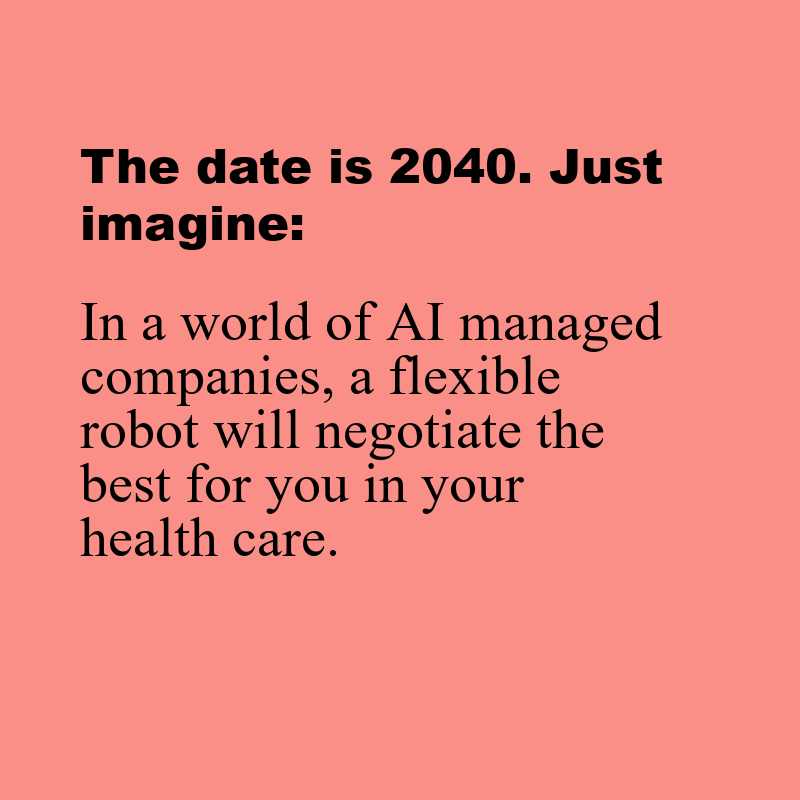 The date is 2040. Just
imagine:
In a world of AI managed
companies, a flexible
robot will negotiate the
best for you in your
health care.